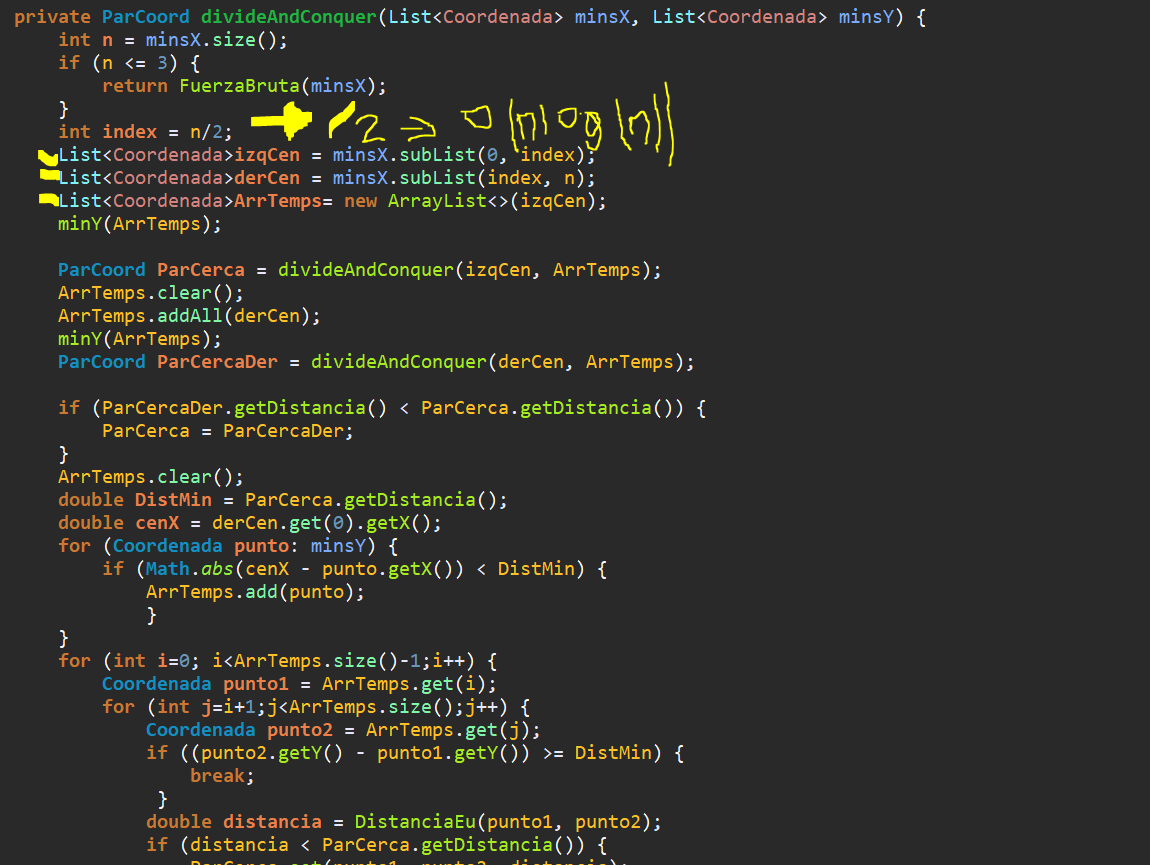 private ParCoord divideAndConquer(List<Coordenada> minsX, List<Coordenada> minsY) {
int n = minsX.size();
if (n <= 3) {
return FuerzaBruta(minsX);
}
int index = n/2; /2 => O(nlog(n))
List<Coordenada>izqCen = minsX.subList(0, index);
List<Coordenada>derCen = minsX.subList(index, n);
List<Coordenada>ArrTemps= new ArrayList<>(izqCen);
minY(ArrTemps);
ParCoord ParCerca = divideAndConquer(izqCen, ArrTemps);
ArrTemps.clear();
ArrTemps.addAll(derCen);
minY(ArrTemps);
ParCoord ParCercaDer = divideAndConquer(derCen, ArrTemps);
if (ParCercaDer.getDistancia() < ParCerca.getDistancia()) {
ParCerca = ParCercaDer;
}
ArrTemps.clear();
double DistMin = ParCerca.getDistancia();
double cenX = derCen.get(0).getX();
for (Coordenada punto: minsY) {
if (Math.abs(cenX - punto.getX()) < DistMin) {
ArrTemps.add(punto);
}
}
for (int i=0; i<ArrTemps.size()-1;i++) {
Coordenada punto1 = ArrTemps.get(i);
for (int j=i+1;j<ArrTemps.size();j++) {
Coordenada punto2 = ArrTemps.get(j);
if ((punto2.getY() - punto1.getY()) >= DistMin) {
break;
}
double distancia = DistanciaEu(punto1, punto2);
if (distancia < ParCerca.getDistancia()) {